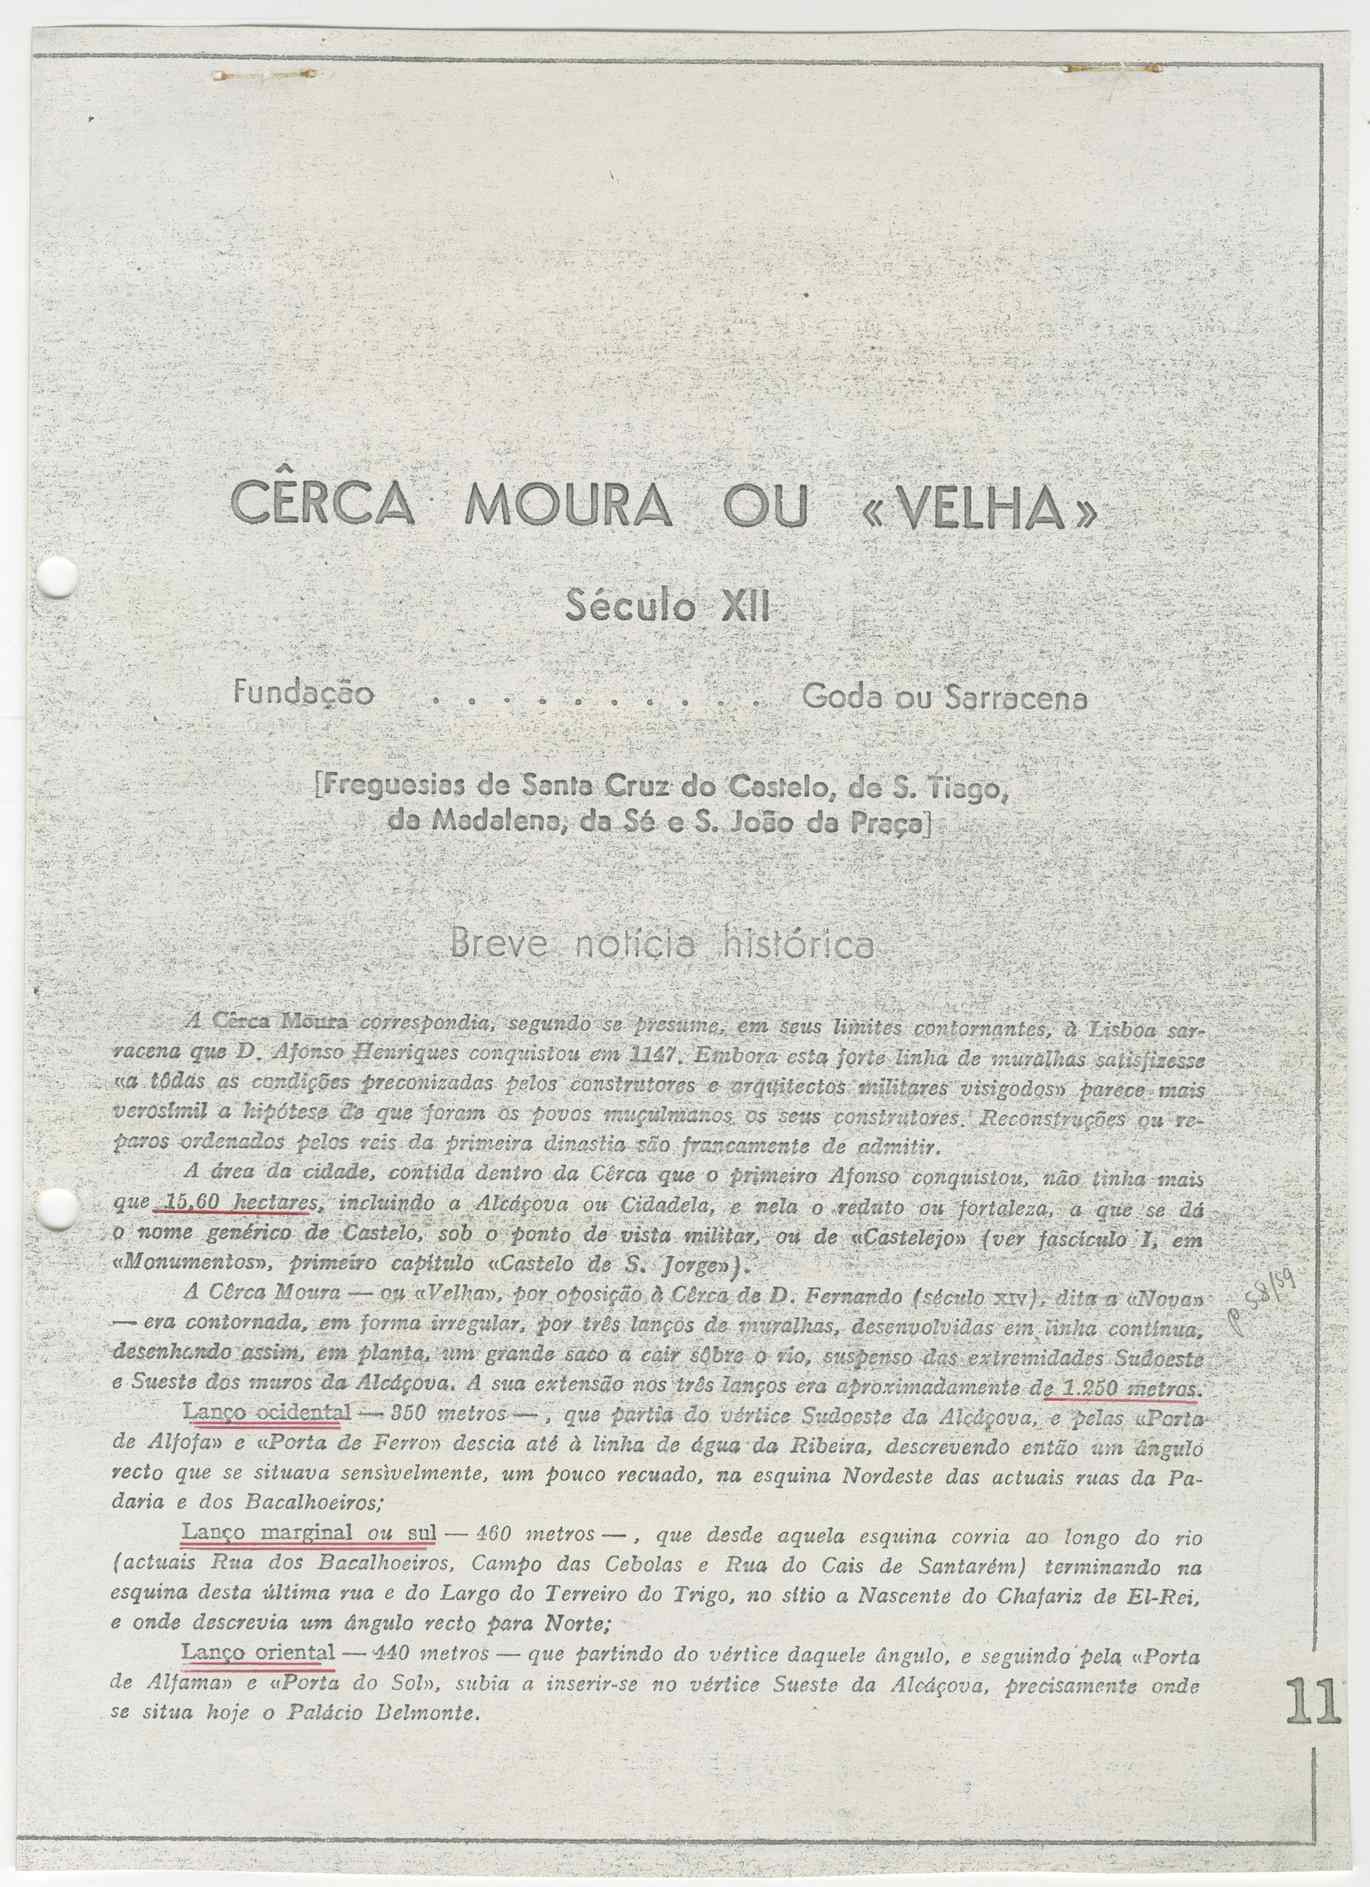 CÊRCA MOURA OU «VELHA»
Século XII
Fundação . . . . . . . . . . Goda ou Sarracena
[Freguesias de Santa Cruz do Castelo, de S. Tiago,
da Madalena, da Sé e S. João da Praça]
Breve notícia histórica
A Cêrca Moura correspondia, segundo se presume, em seus limites contornantes, à Lisboa sar-
racena que D. Afonso Henriques conquistou em 1147. Embora esta forte linha de muralhas satisfizesse
«a tôdas as condições preconizadas pelos construtores e arquitectos militares visigodos» parece mais
verosímil a hipótese de que foram os povos muçulmanos os seus construtores. Reconstruções ou re-
paros ordenados pelos reis da primeira dinastia são francamente de admitir.
A área da cidade, contida dentro da Cêrca que o primeiro Afonso conquistou, não tinha mais
que 15,60 hectares, incluindo a Alcáçova ou Cidadela, e nela o reduto ou fortaleza, a que se dá
o nome genérico de Castelo, sob o ponto de vista militar, ou de «Castelejo» (ver fascículo I, em
«Monumentos», primeiro capítulo «Castelo de S. Jorge»).
A Cêrca Moura — ou «Velha», por oposição à Cêrca de D. Fernando (século XIV), dita a «Nova»
— era contornada, em forma irregular, por três lanços de muralhas, desenvolvidas em linha contínua,
desenhando assim, em planta, um grande saco a cair sôbre o rio, suspenso das extremidades Sudoeste
e Sueste dos muros da Alcáçova. A sua extensão nos três lanços era aproximadamente de 1.250 metros.
p 58/59
Lanço ocidental — 350 metros — , que partia do vértice Sudoeste da Alcáçova, e pelas «Porta
de Alfofa» e «Porta de Ferro» descia até à linha de água da Ribeira, descrevendo então um ângulo
recto que se situava sensìvelmente, um pouco recuado, na esquina Nordeste das actuais ruas da Pa-
daria e dos Bacalhoeiros;
Lanço marginal ou sul — 460 metros — , que desde aquela esquina corria ao longo do rio
(actuais Rua dos Bacalhoeiros, Campo das Cebolas e Rua do Cais de Santarém) terminando na
esquina desta última rua e do Largo do Terreiro do Trigo, no sítio a Nascente do Chafariz de El-Rei,
e onde descrevia um ângulo recto para Norte;
Lanço oriental — 440 metros — que partindo do vértice daquele ângulo, e seguindo pela «Porta
de Alfama» e «Porta do Sol», subia a inserir-se no vértice Sueste da Alcáçova, precisamente onde
se situa hoje o Palácio Belmonte.
11